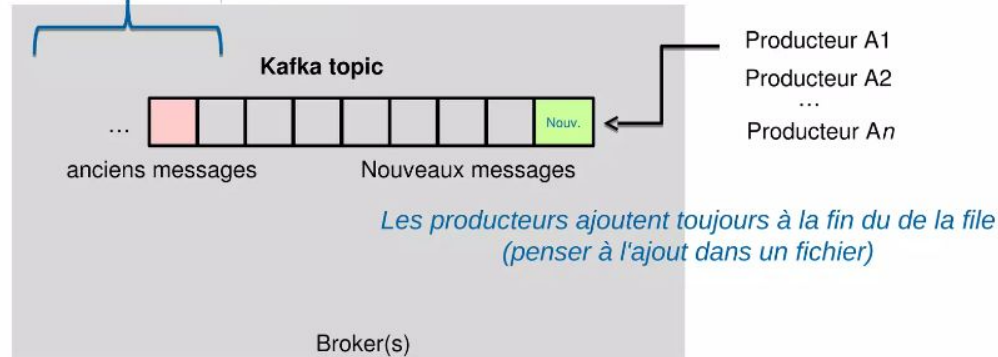 Producteur A1
Kafka topic
Producteur A2
...
Producteur An
...
Nouv.
anciens messages
Nouveaux messages
Les producteurs ajoutent toujours à la fin du de la file
(penser à l'ajout dans un fichier)
Broker(s)